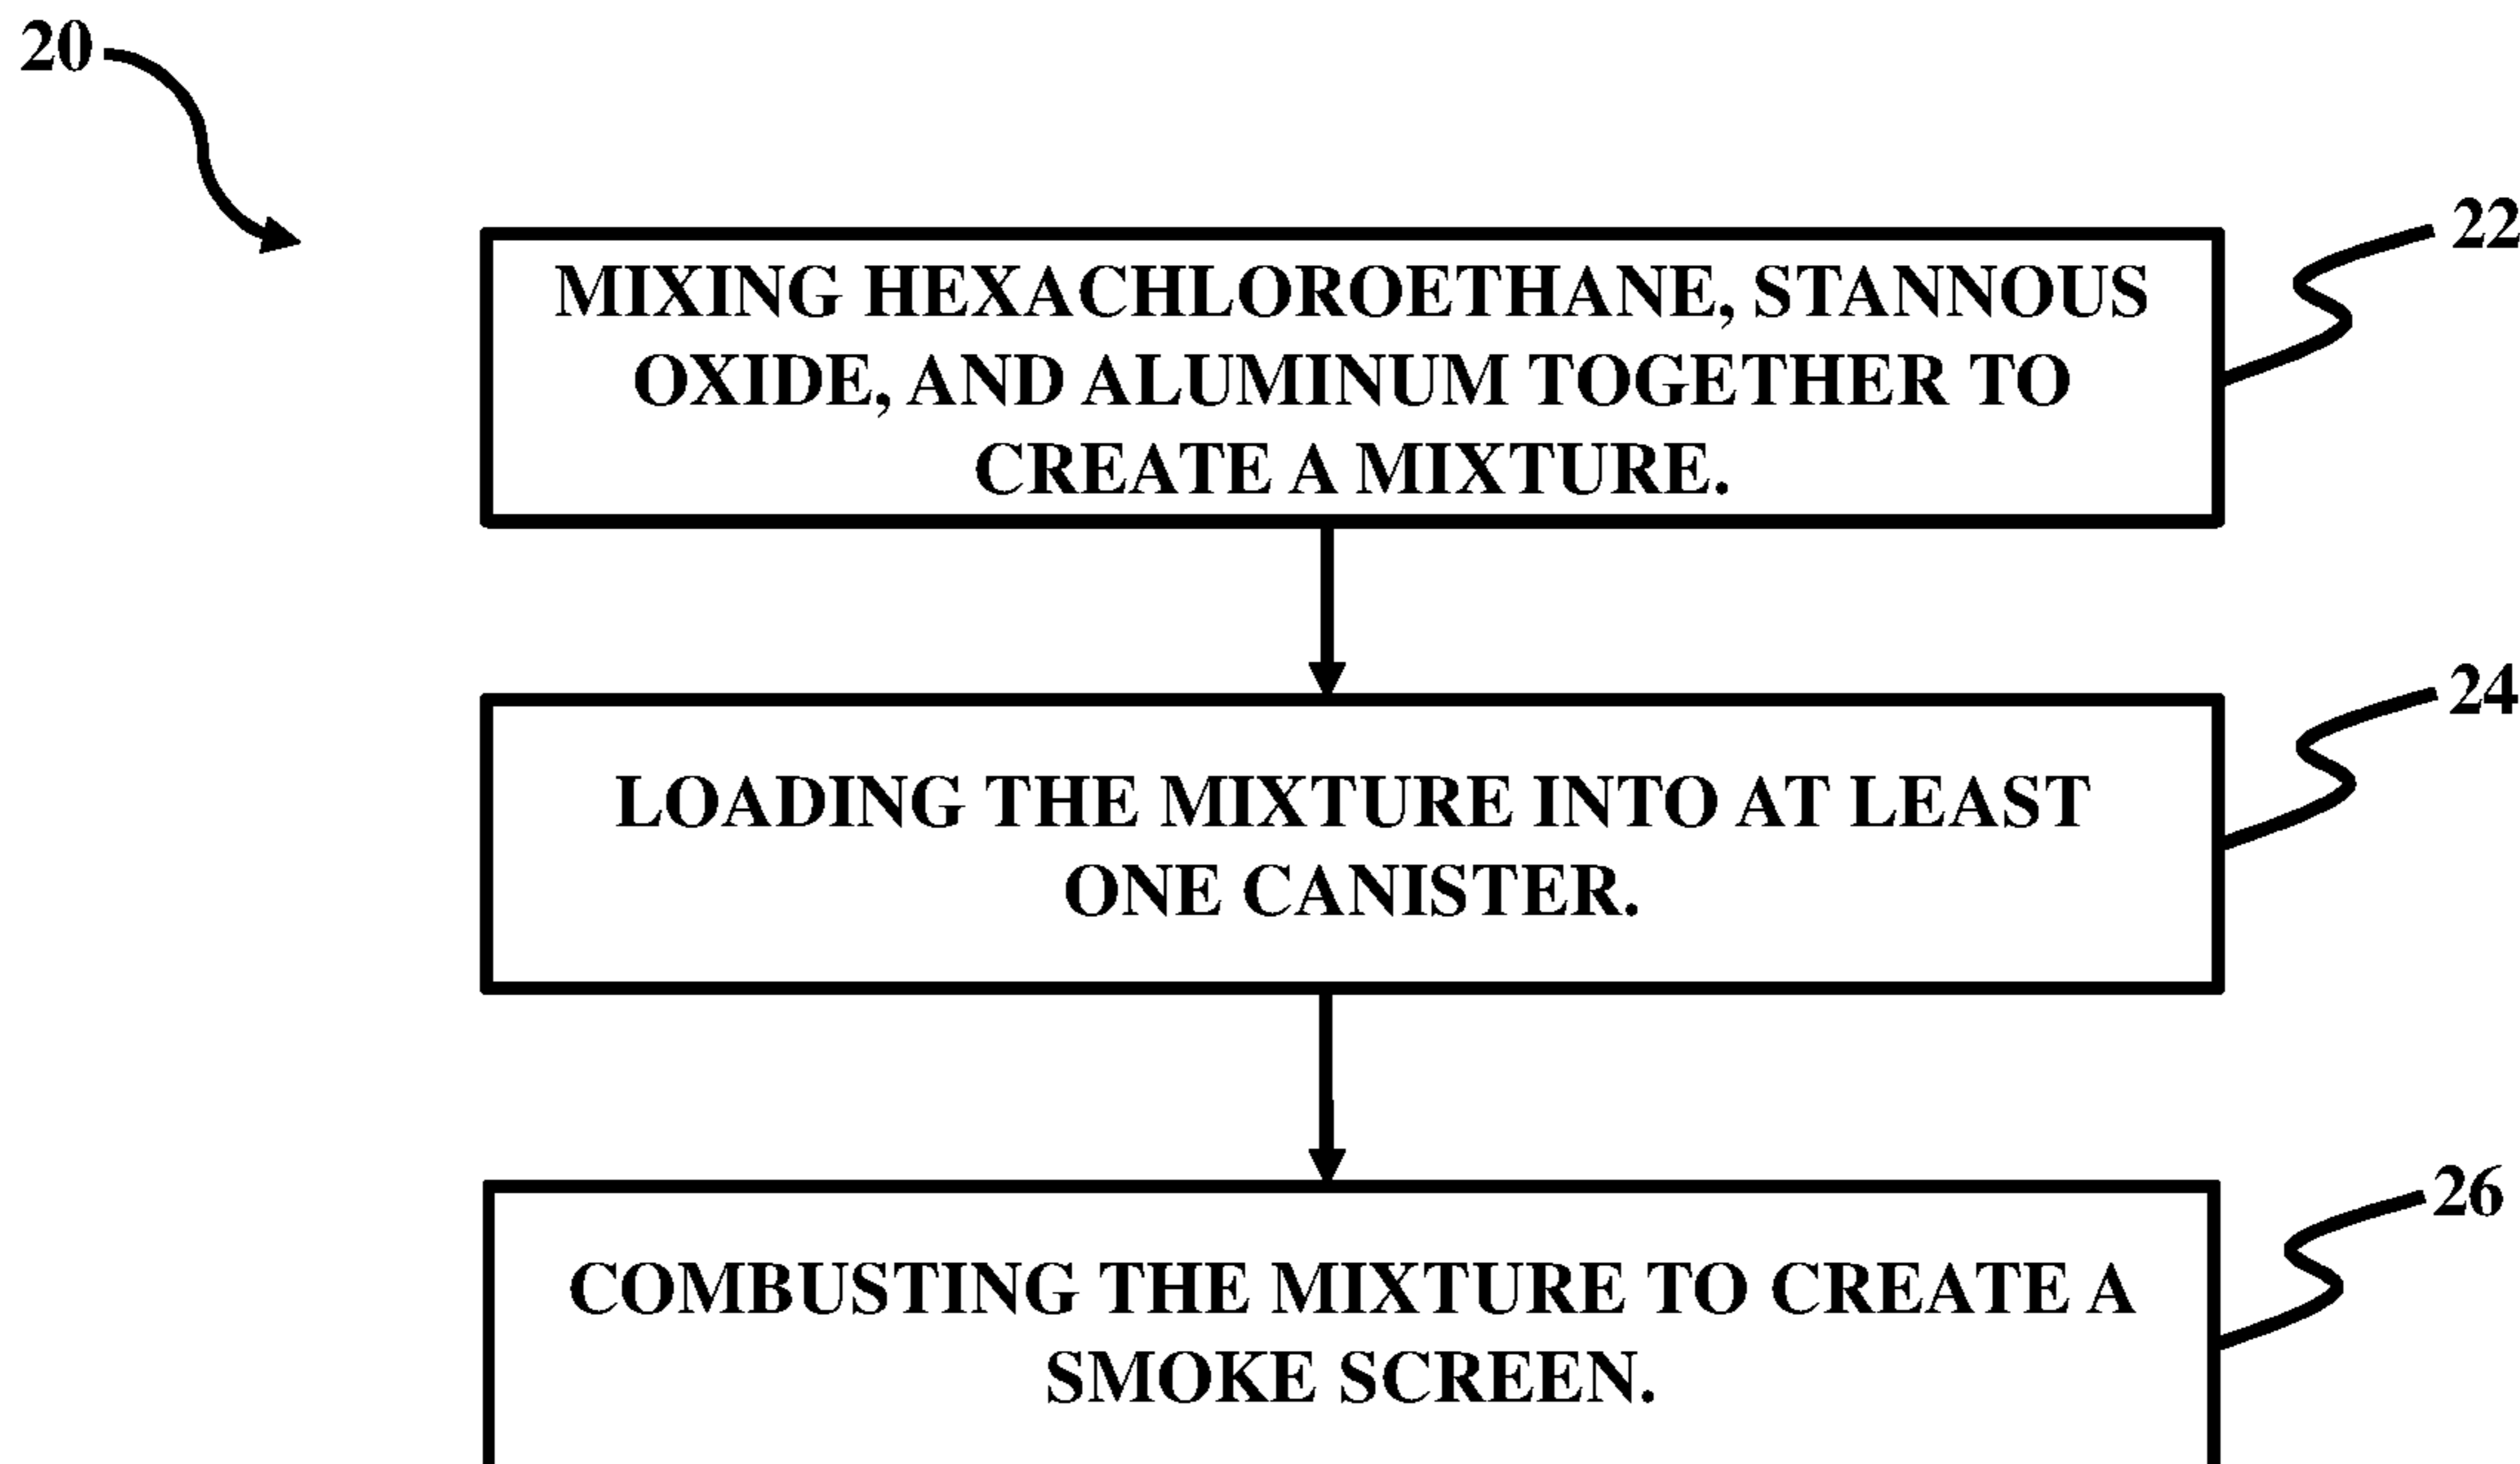 20
22
MIXING HEXACHLOROETHANE, STANNOUS
OXIDE, AND ALUMINUM TOGETHER TO
CREATE A MIXTURE.
24
LOADING THE MIXTURE INTO AT LEAST
ONE CANISTER.
26
COMBUSTING THE MIXTURE TO CREATE A
SMOKE SCREEN.